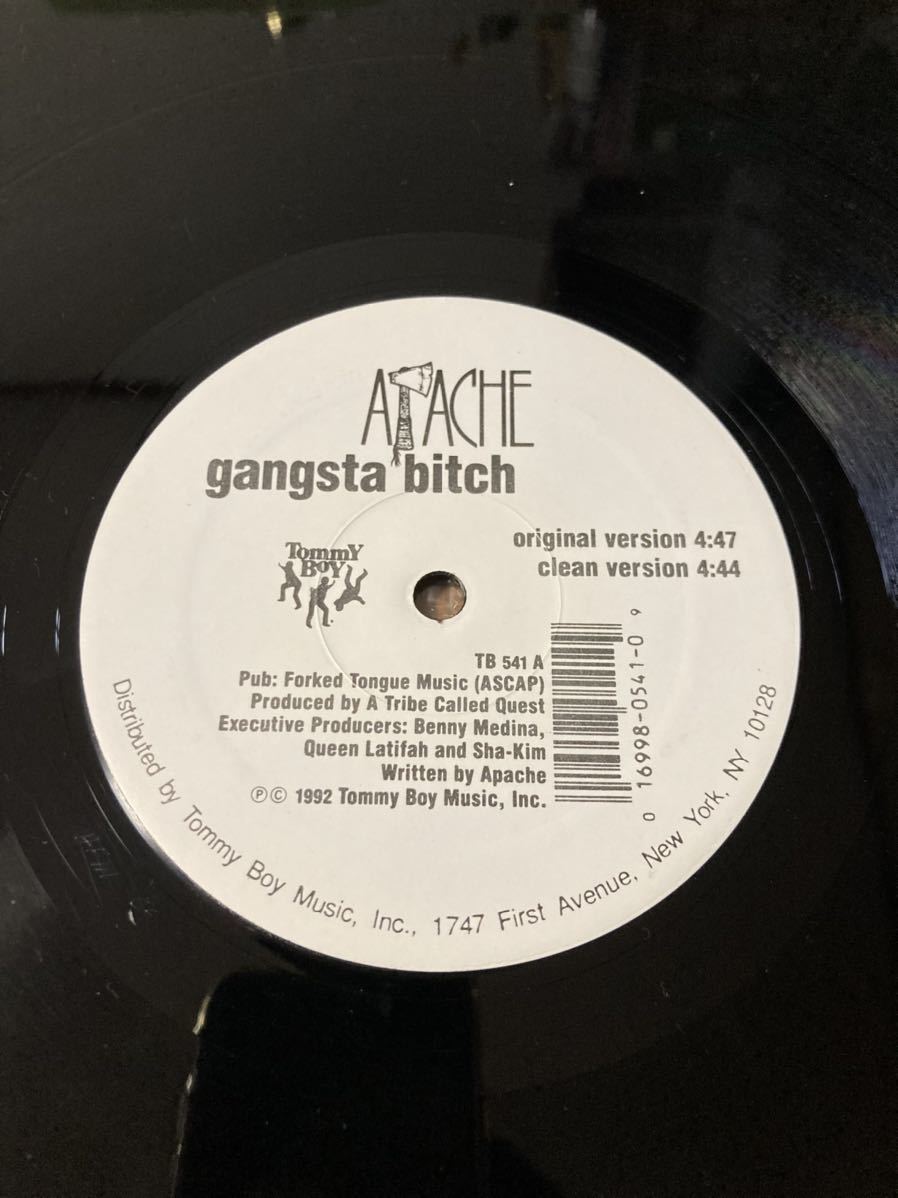 APACHE
gangsta bitch
original version 4:47
clean version 4:44
Tommy
Boy
TB 541 A
Pub: Forked Tongue Music (ASCAP)
Produced by A Tribe Called Quest
Executive Producers: Benny Medina,
Queen Latifah and Sha-Kim
Written by Apache
℗© 1992 Tommy Boy Music, Inc.
0 16998-0541-0 9
Distributed by Tommy Boy Music, Inc., 1747 First Avenue, New York, NY 10128